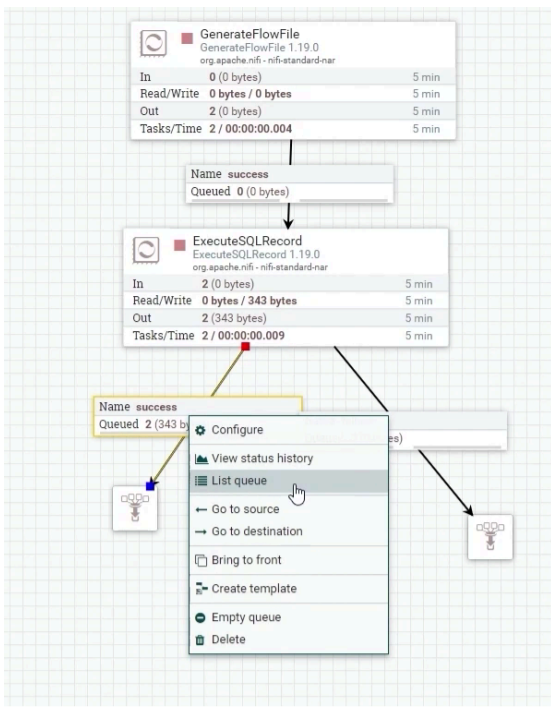 GenerateFlowFile
GenerateFlowFile 1.19.0
org.apache.nifi - nifi-standard-nar
In 0 (0 bytes) 5 min
Read/Write 0 bytes / 0 bytes 5 min
Out 2 (0 bytes) 5 min
Tasks/Time 2 / 00:00:00.004 5 min
Name success
Queued 0 (0 bytes)
ExecuteSQLRecord
ExecuteSQLRecord 1.19.0
org.apache.nifi - nifi-standard-nar
In 2 (0 bytes) 5 min
Read/Write 0 bytes / 343 bytes 5 min
Out 2 (343 bytes) 5 min
Tasks/Time 2 / 00:00:00.009 5 min
Name success
Queued 2 (343 by
es)
Configure
View status history
List queue
Go to source
Go to destination
Bring to front
Create template
Empty queue
Delete